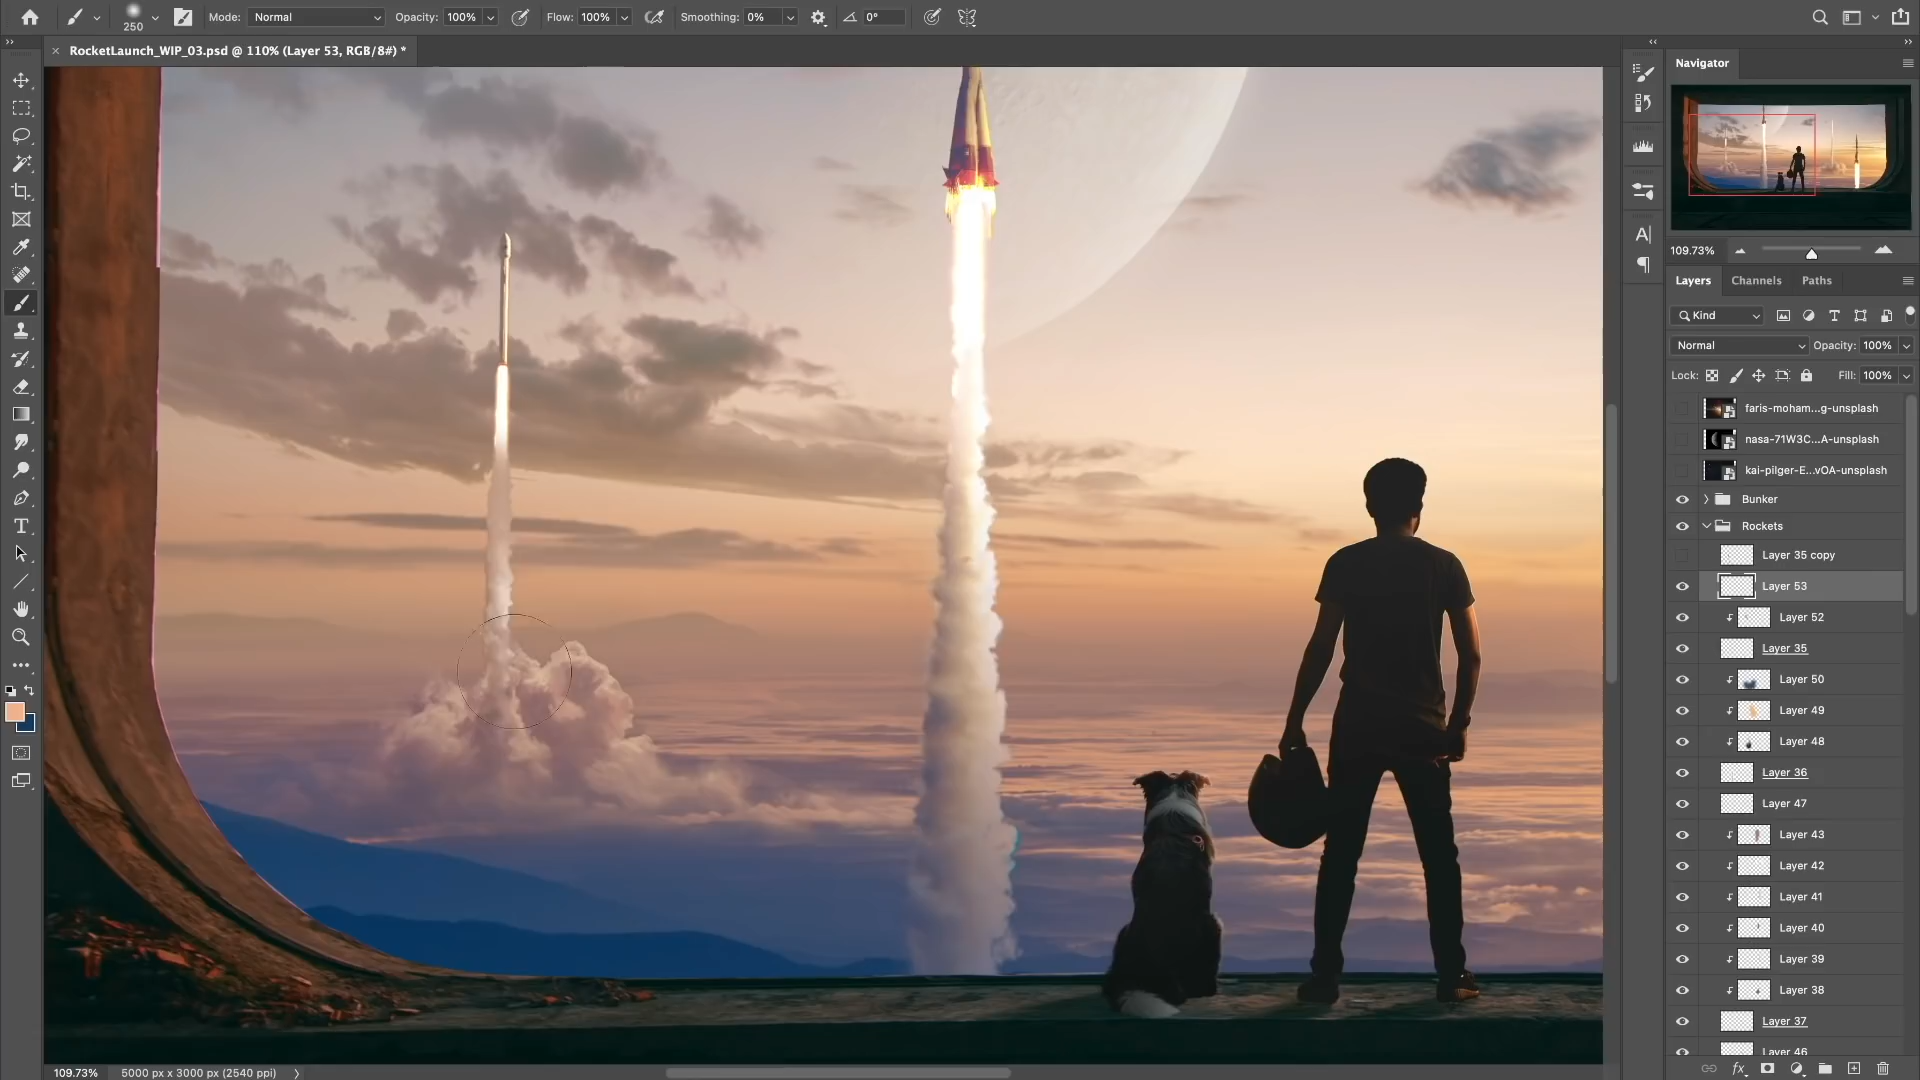 250
Mode: Normal
Opacity: 100%
Flow: 100%
Smoothing: 0%
0°
RocketLaunch_WIP_03.psd @ 110% (Layer 53, RGB/8#) *
Navigator
109.73%
Layers Channels Paths
Kind
Normal Opacity: 100%
Lock: Fill: 100%
faris-moham...g-unsplash
nasa-71W3C...A-unsplash
kai-pilger-E...vOA-unsplash
Bunker
Rockets
Layer 35 copy
Layer 53
Layer 52
Layer 35
Layer 50
Layer 49
Layer 48
Layer 36
Layer 47
Layer 43
Layer 42
Layer 41
Layer 40
Layer 39
Layer 38
Layer 37
Layer 46
109.73% 5000 px x 3000 px (2540 ppi)